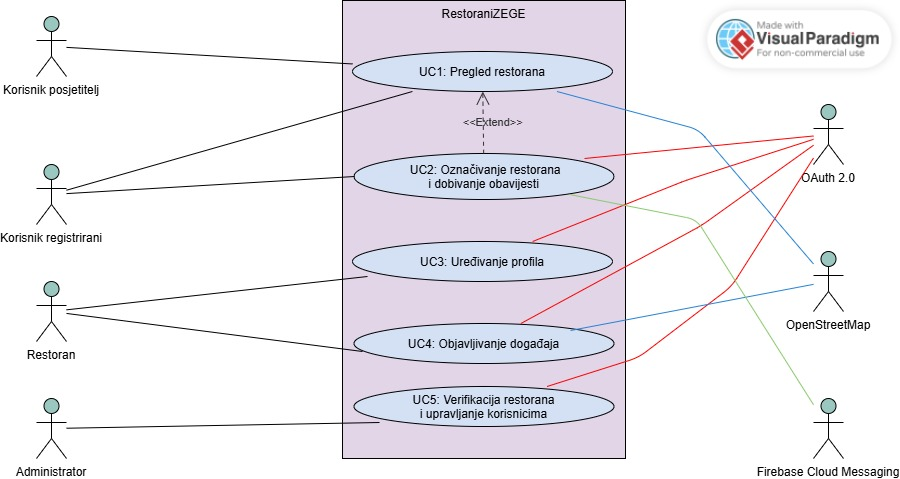 RestoraniZEGE
Made with
VisualParadigm
For non-commercial use
Korisnik posjetitelj
UC1: Pregled restorana
<<Extend>>
UC2: Označivanje restorana
i dobivanje obavijesti
OAuth 2.0
Korisnik registrirani
UC3: Uređivanje profila
OpenStreetMap
Restoran
UC4: Objavljivanje događaja
UC5: Verifikacija restorana
i upravljanje korisnicima
Administrator
Firebase Cloud Messaging